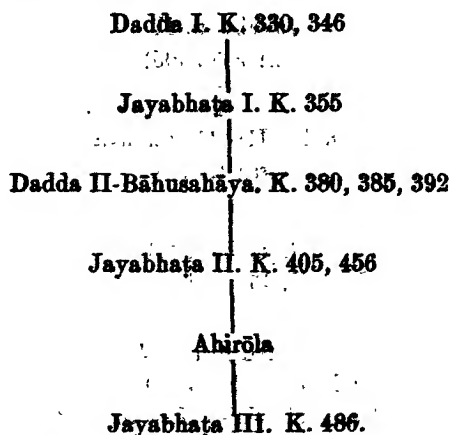 Dadda I. K. 330, 346
Jayabhaṭa I. K. 355
Dadda II-Bāhusahāya. K. 380, 385, 392
Jayabhaṭa II. K. 405, 456
Ahirōla
Jayabhaṭa III. K. 486.